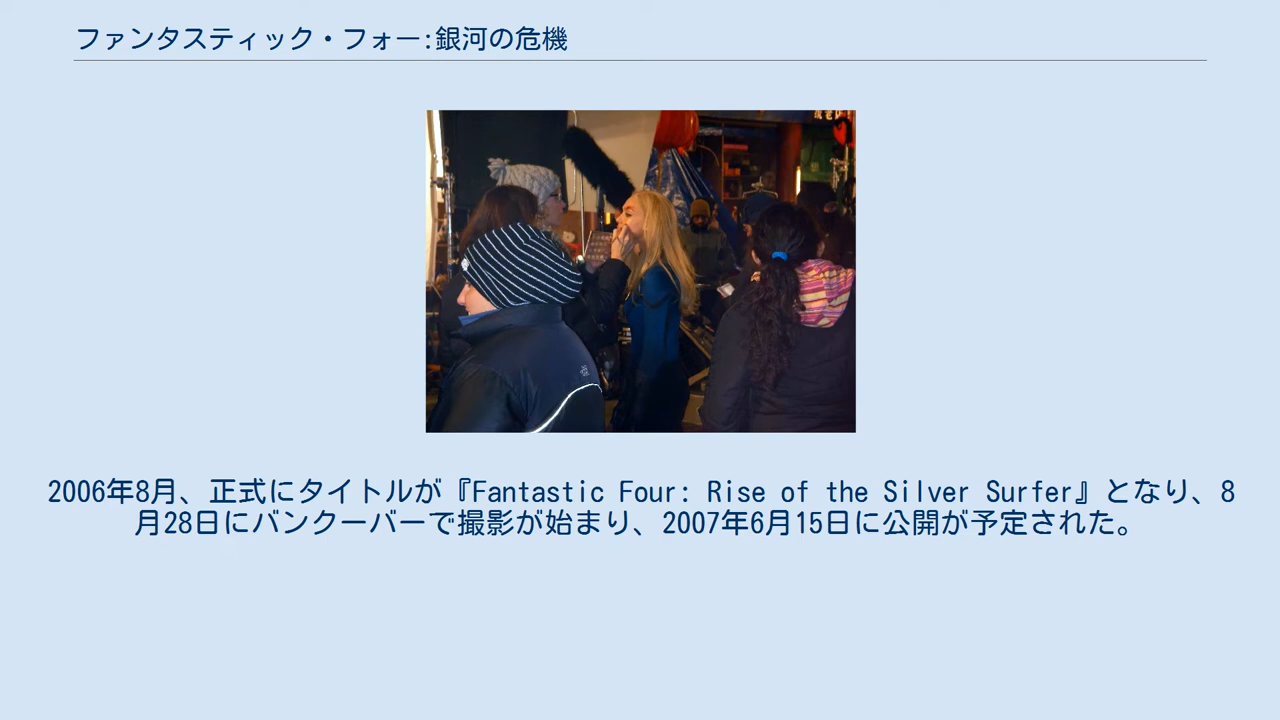 ファンタスティック・フォー:銀河の危機
2006年8月、正式にタイトルが『Fantastic Four: Rise of the Silver Surfer』となり、8
月28日にバンクーバーで撮影が始まり、2007年6月15日に公開が予定された。